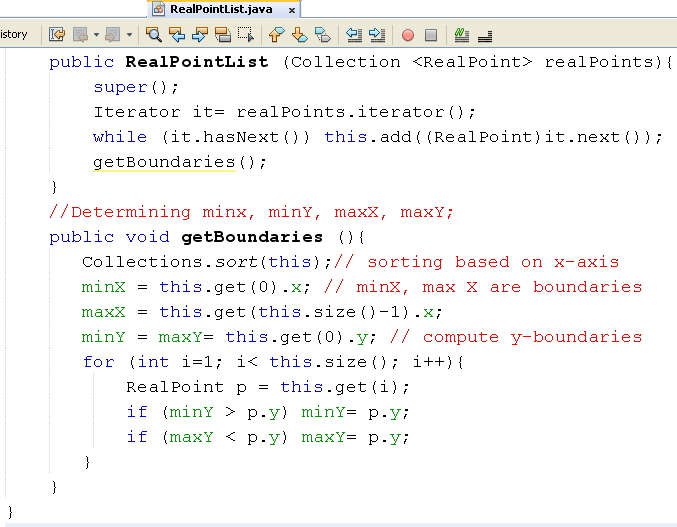 RealPointList.java ×
istory
public RealPointList (Collection <RealPoint> realPoints){
super();
Iterator it= realPoints.iterator();
while (it.hasNext()) this.add((RealPoint)it.next());
getBoundaries();
}
//Determining minx, minY, maxX, maxY;
public void getBoundaries (){
Collections.sort(this);// sorting based on x-axis
minX = this.get(0).x; // minX, max X are boundaries
maxX = this.get(this.size()-1).x;
minY = maxY= this.get(0).y; // compute y-boundaries
for (int i=1; i< this.size(); i++){
RealPoint p = this.get(i);
if (minY > p.y) minY= p.y;
if (maxY < p.y) maxY= p.y;
}
}
}